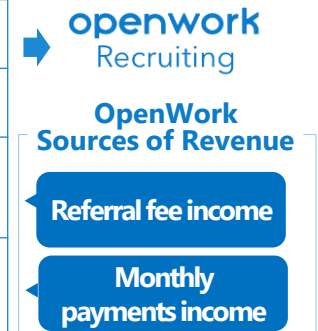 openwork
Recruiting
OpenWork
Sources of Revenue
Referral fee income
Monthly
payments income